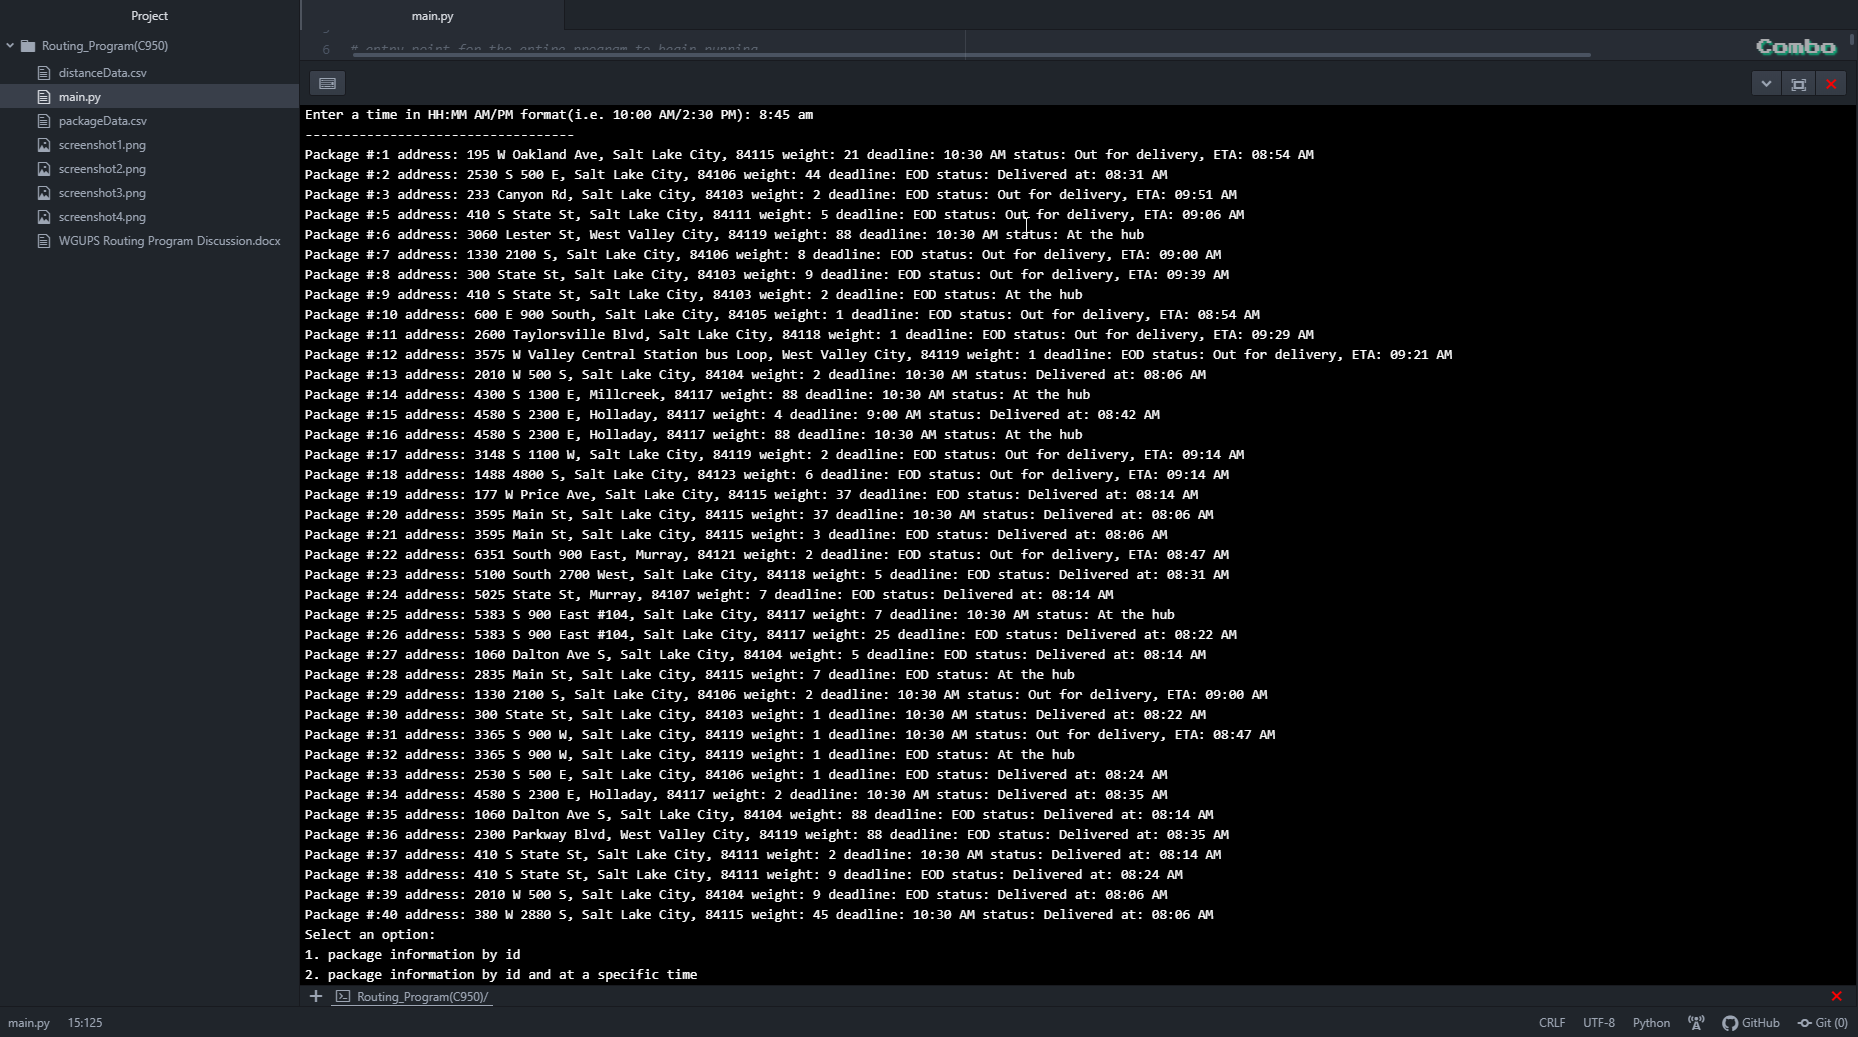 Project
main.py
Routing_Program(C950)
distanceData.csv
main.py
packageData.csv
screenshot1.png
screenshot2.png
screenshot3.png
screenshot4.png
WGUPS Routing Program Discussion.docx
6 # entry point for the entire program to begin running
Combo
Enter a time in HH:MM AM/PM format(i.e. 10:00 AM/2:30 PM): 8:45 am
-----------------------------------
Package #:1 address: 195 W Oakland Ave, Salt Lake City, 84115 weight: 21 deadline: 10:30 AM status: Out for delivery, ETA: 08:54 AM
Package #:2 address: 2530 S 500 E, Salt Lake City, 84106 weight: 44 deadline: EOD status: Delivered at: 08:31 AM
Package #:3 address: 233 Canyon Rd, Salt Lake City, 84103 weight: 2 deadline: EOD status: Out for delivery, ETA: 09:51 AM
Package #:5 address: 410 S State St, Salt Lake City, 84111 weight: 5 deadline: EOD status: Out for delivery, ETA: 09:06 AM
Package #:6 address: 3060 Lester St, West Valley City, 84119 weight: 88 deadline: 10:30 AM status: At the hub
Package #:7 address: 1330 2100 S, Salt Lake City, 84106 weight: 8 deadline: EOD status: Out for delivery, ETA: 09:00 AM
Package #:8 address: 300 State St, Salt Lake City, 84103 weight: 9 deadline: EOD status: Out for delivery, ETA: 09:39 AM
Package #:9 address: 410 S State St, Salt Lake City, 84103 weight: 2 deadline: EOD status: At the hub
Package #:10 address: 600 E 900 South, Salt Lake City, 84105 weight: 1 deadline: EOD status: Out for delivery, ETA: 08:54 AM
Package #:11 address: 2600 Taylorsville Blvd, Salt Lake City, 84118 weight: 1 deadline: EOD status: Out for delivery, ETA: 09:29 AM
Package #:12 address: 3575 W Valley Central Station bus Loop, West Valley City, 84119 weight: 1 deadline: EOD status: Out for delivery, ETA: 09:21 AM
Package #:13 address: 2010 W 500 S, Salt Lake City, 84104 weight: 2 deadline: 10:30 AM status: Delivered at: 08:06 AM
Package #:14 address: 4300 S 1300 E, Millcreek, 84117 weight: 88 deadline: 10:30 AM status: At the hub
Package #:15 address: 4580 S 2300 E, Holladay, 84117 weight: 4 deadline: 9:00 AM status: Delivered at: 08:42 AM
Package #:16 address: 4580 S 2300 E, Holladay, 84117 weight: 88 deadline: 10:30 AM status: At the hub
Package #:17 address: 3148 S 1100 W, Salt Lake City, 84119 weight: 2 deadline: EOD status: Out for delivery, ETA: 09:14 AM
Package #:18 address: 1488 4800 S, Salt Lake City, 84123 weight: 6 deadline: EOD status: Out for delivery, ETA: 09:14 AM
Package #:19 address: 177 W Price Ave, Salt Lake City, 84115 weight: 37 deadline: EOD status: Delivered at: 08:14 AM
Package #:20 address: 3595 Main St, Salt Lake City, 84115 weight: 37 deadline: 10:30 AM status: Delivered at: 08:06 AM
Package #:21 address: 3595 Main St, Salt Lake City, 84115 weight: 3 deadline: EOD status: Delivered at: 08:06 AM
Package #:22 address: 6351 South 900 East, Murray, 84121 weight: 2 deadline: EOD status: Out for delivery, ETA: 08:47 AM
Package #:23 address: 5100 South 2700 West, Salt Lake City, 84118 weight: 5 deadline: EOD status: Delivered at: 08:31 AM
Package #:24 address: 5025 State St, Murray, 84107 weight: 7 deadline: EOD status: Delivered at: 08:14 AM
Package #:25 address: 5383 S 900 East #104, Salt Lake City, 84117 weight: 7 deadline: 10:30 AM status: At the hub
Package #:26 address: 5383 S 900 East #104, Salt Lake City, 84117 weight: 25 deadline: EOD status: Delivered at: 08:22 AM
Package #:27 address: 1060 Dalton Ave S, Salt Lake City, 84104 weight: 5 deadline: EOD status: Delivered at: 08:14 AM
Package #:28 address: 2835 Main St, Salt Lake City, 84115 weight: 7 deadline: EOD status: At the hub
Package #:29 address: 1330 2100 S, Salt Lake City, 84106 weight: 2 deadline: 10:30 AM status: Out for delivery, ETA: 09:00 AM
Package #:30 address: 300 State St, Salt Lake City, 84103 weight: 1 deadline: 10:30 AM status: Delivered at: 08:22 AM
Package #:31 address: 3365 S 900 W, Salt Lake City, 84119 weight: 1 deadline: 10:30 AM status: Out for delivery, ETA: 08:47 AM
Package #:32 address: 3365 S 900 W, Salt Lake City, 84119 weight: 1 deadline: EOD status: At the hub
Package #:33 address: 2530 S 500 E, Salt Lake City, 84106 weight: 1 deadline: EOD status: Delivered at: 08:24 AM
Package #:34 address: 4580 S 2300 E, Holladay, 84117 weight: 2 deadline: 10:30 AM status: Delivered at: 08:35 AM
Package #:35 address: 1060 Dalton Ave S, Salt Lake City, 84104 weight: 88 deadline: EOD status: Delivered at: 08:14 AM
Package #:36 address: 2300 Parkway Blvd, West Valley City, 84119 weight: 88 deadline: EOD status: Delivered at: 08:35 AM
Package #:37 address: 410 S State St, Salt Lake City, 84111 weight: 2 deadline: 10:30 AM status: Delivered at: 08:14 AM
Package #:38 address: 410 S State St, Salt Lake City, 84111 weight: 9 deadline: EOD status: Delivered at: 08:24 AM
Package #:39 address: 2010 W 500 S, Salt Lake City, 84104 weight: 9 deadline: EOD status: Delivered at: 08:06 AM
Package #:40 address: 380 W 2880 S, Salt Lake City, 84115 weight: 45 deadline: 10:30 AM status: Delivered at: 08:06 AM
Select an option:
1. package information by id
2. package information by id and at a specific time
Routing_Program(C950)/
main.py 15:125 CRLF UTF-8 Python GitHub Git (0)